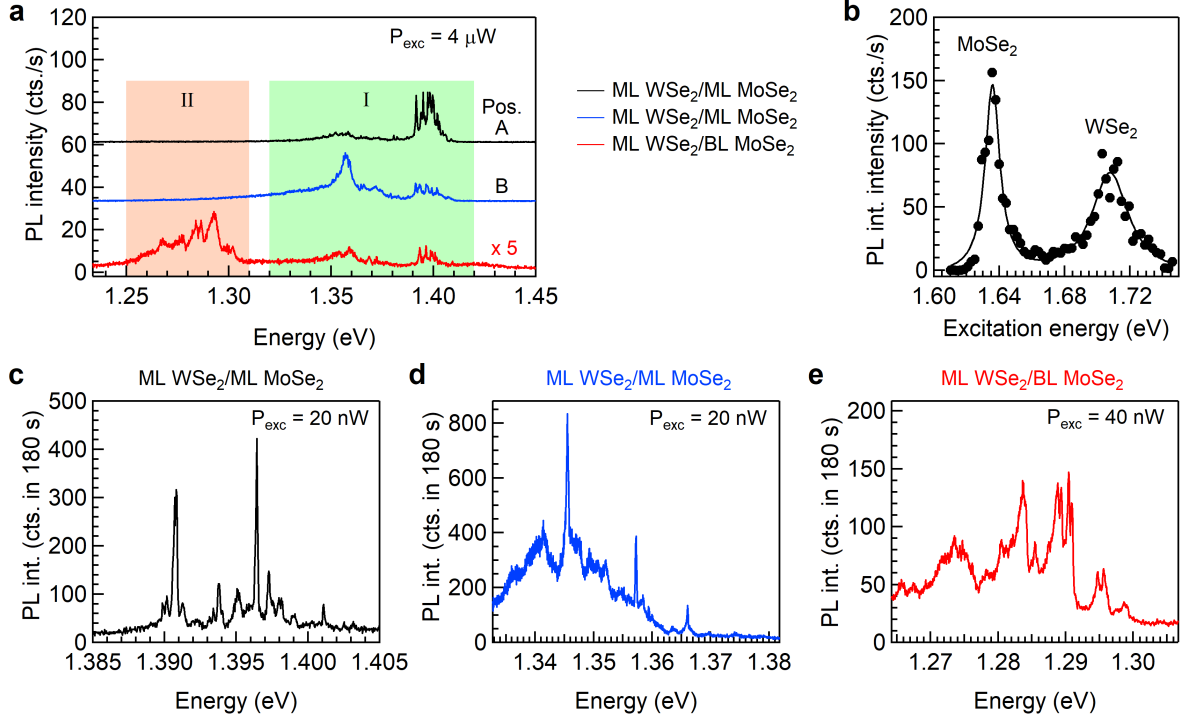 a
120
100
80
60
40
20
0
PL intensity (cts./s)
P_exc = 4 μW
II
I
Pos.
A
B
x 5
1.25
1.30
1.35
1.40
1.45
Energy (eV)
ML WSe₂/ML MoSe₂
ML WSe₂/ML MoSe₂
ML WSe₂/BL MoSe₂
b
200
150
100
50
0
PL int. intensity (cts./s)
MoSe₂
WSe₂
1.60
1.64
1.68
1.72
Excitation energy (eV)
c
ML WSe₂/ML MoSe₂
500
400
300
200
100
0
PL int. (cts. in 180 s)
P_exc = 20 nW
1.385
1.390
1.395
1.400
1.405
Energy (eV)
d
ML WSe₂/ML MoSe₂
800
600
400
200
0
PL int. (cts. in 180 s)
P_exc = 20 nW
1.34
1.35
1.36
1.37
1.38
Energy (eV)
e
ML WSe₂/BL MoSe₂
200
150
100
50
0
PL int. (cts. in 180 s)
P_exc = 40 nW
1.27
1.28
1.29
1.30
Energy (eV)